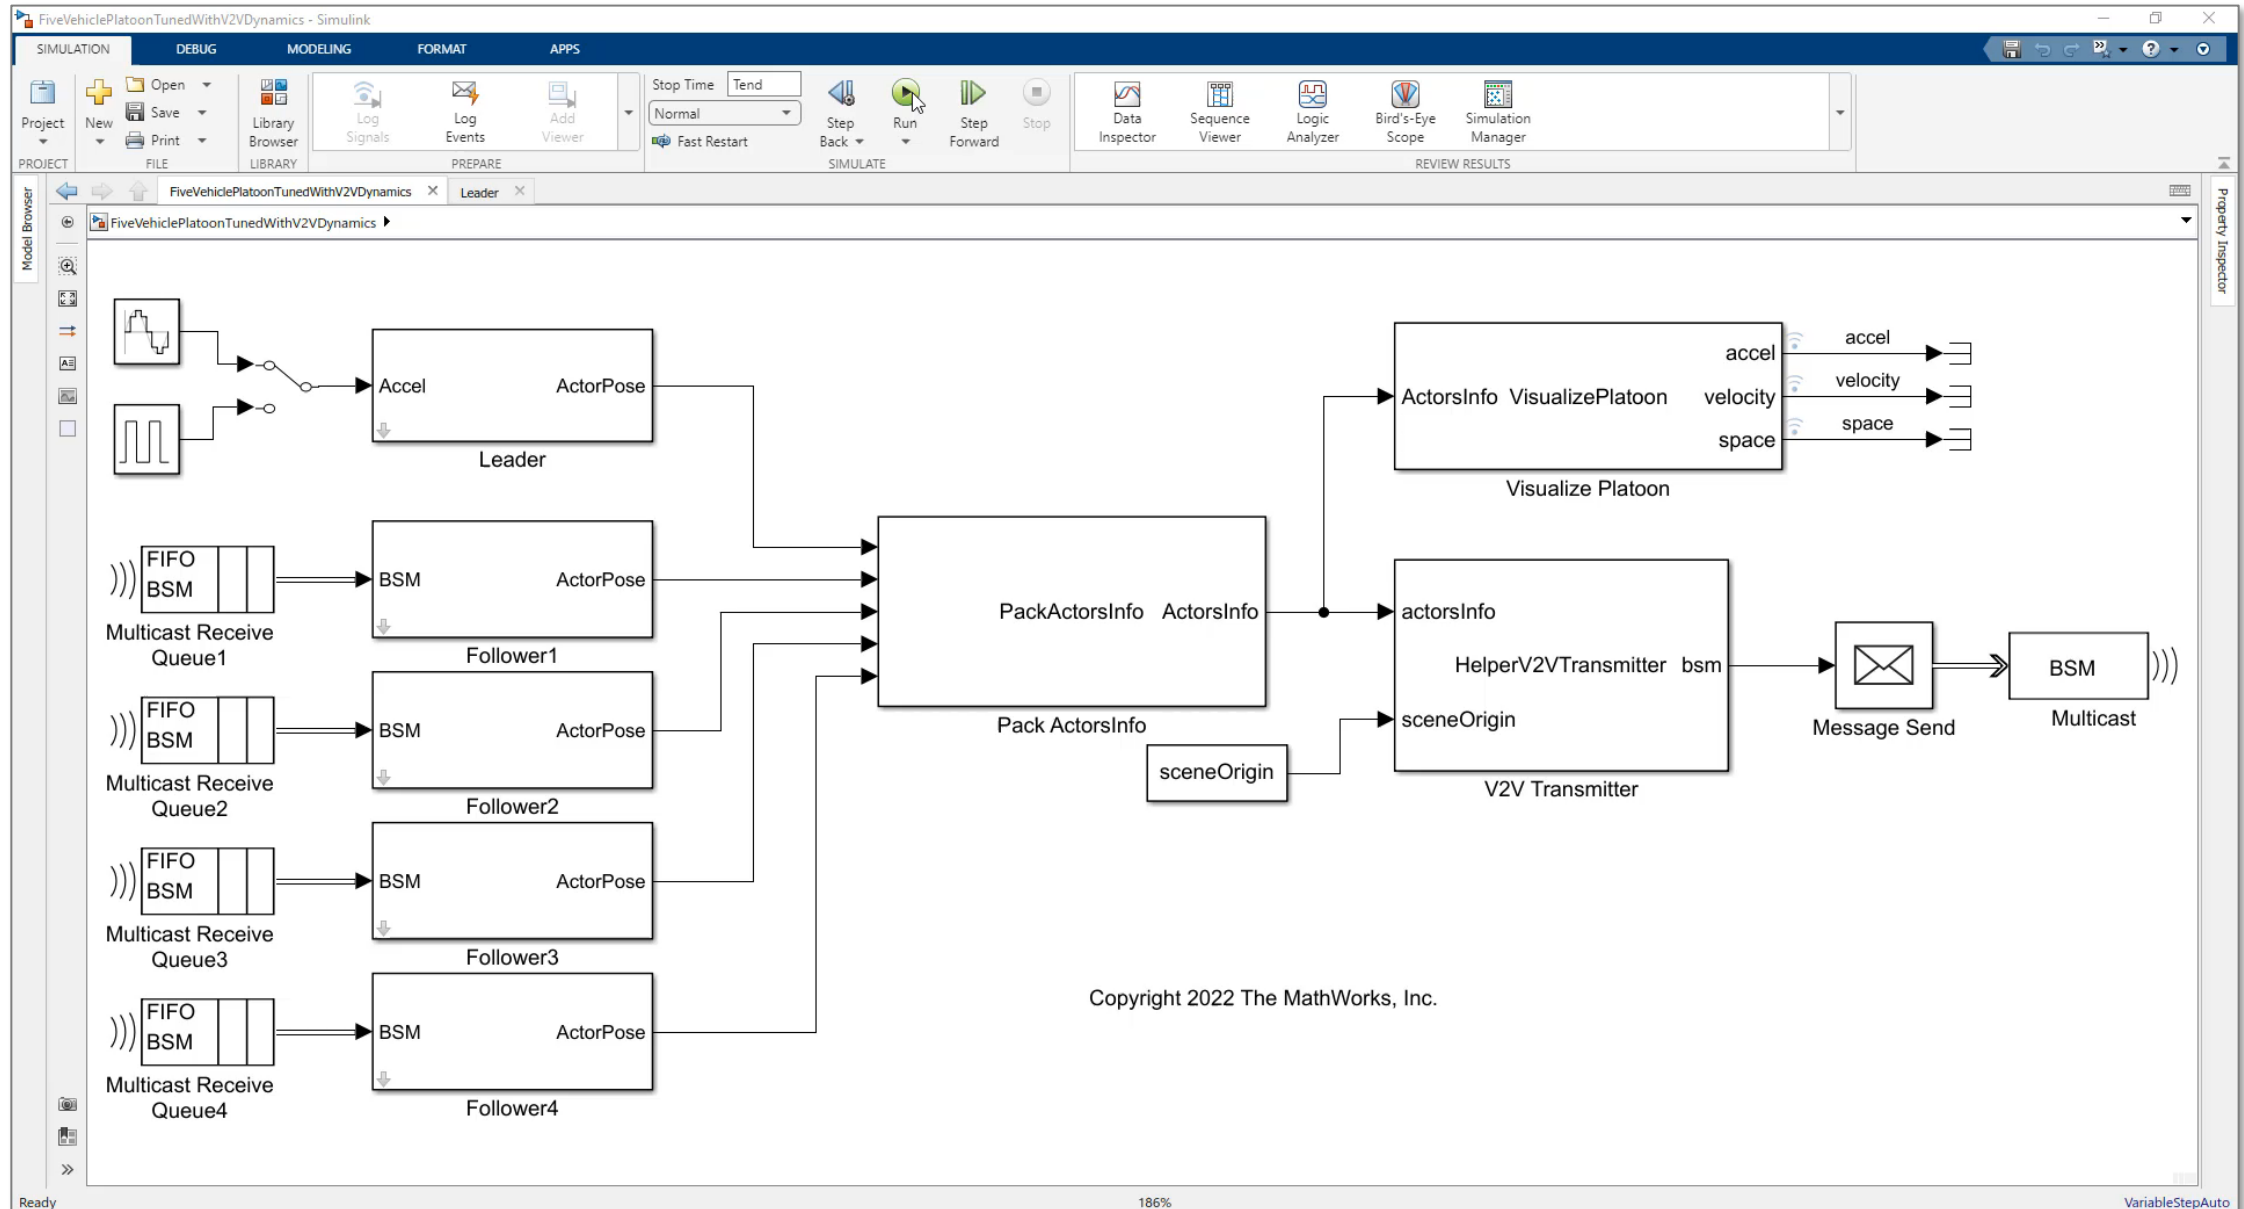 FiveVehiclePlatoonTunedWithV2VDynamics - Simulink
SIMULATION DEBUG MODELING FORMAT APPS
Project
New
Open
Save
Print
Library
Browser
Log
Signals
Log
Events
Add
Viewer
Stop Time Tend
Normal
Fast Restart
Step
Back
Run
Step
Forward
Stop
Data
Inspector
Sequence
Viewer
Logic
Analyzer
Bird's-Eye
Scope
Simulation
Manager
PROJECT FILE LIBRARY PREPARE SIMULATE REVIEW RESULTS
Model Browser
Property Inspector
FiveVehiclePlatoonTunedWithV2VDynamics Leader
FiveVehiclePlatoonTunedWithV2VDynamics
Accel ActorPose
Leader
FIFO
BSM
Multicast Receive
Queue1
BSM ActorPose
Follower1
FIFO
BSM
Multicast Receive
Queue2
BSM ActorPose
Follower2
FIFO
BSM
Multicast Receive
Queue3
BSM ActorPose
Follower3
FIFO
BSM
Multicast Receive
Queue4
BSM ActorPose
Follower4
PackActorsInfo ActorsInfo
Pack ActorsInfo
sceneOrigin
ActorsInfo VisualizePlatoon
accel
velocity
space
Visualize Platoon
accel
velocity
space
actorsInfo
HelperV2VTransmitter bsm
sceneOrigin
V2V Transmitter
Message Send
BSM
Multicast
Copyright 2022 The MathWorks, Inc.
Ready 186% VariableStepAuto